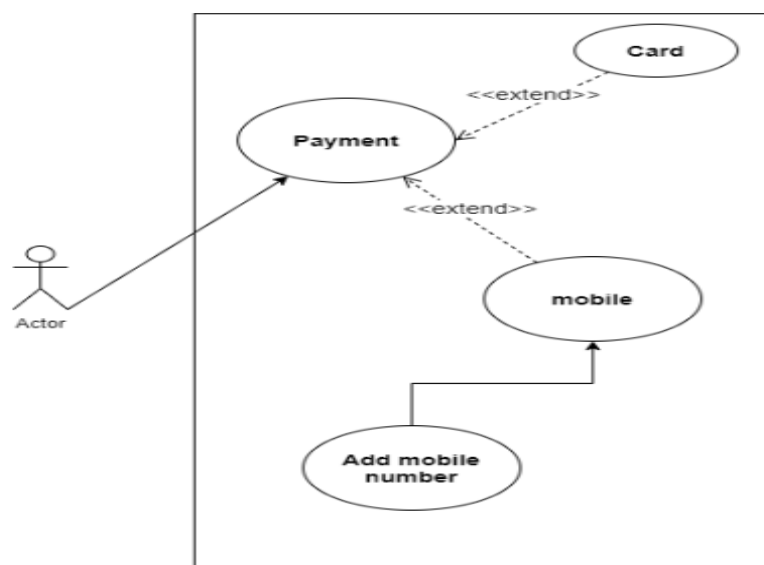 Card
<<extend>>
Payment
<<extend>>
mobile
Actor
Add mobile
number